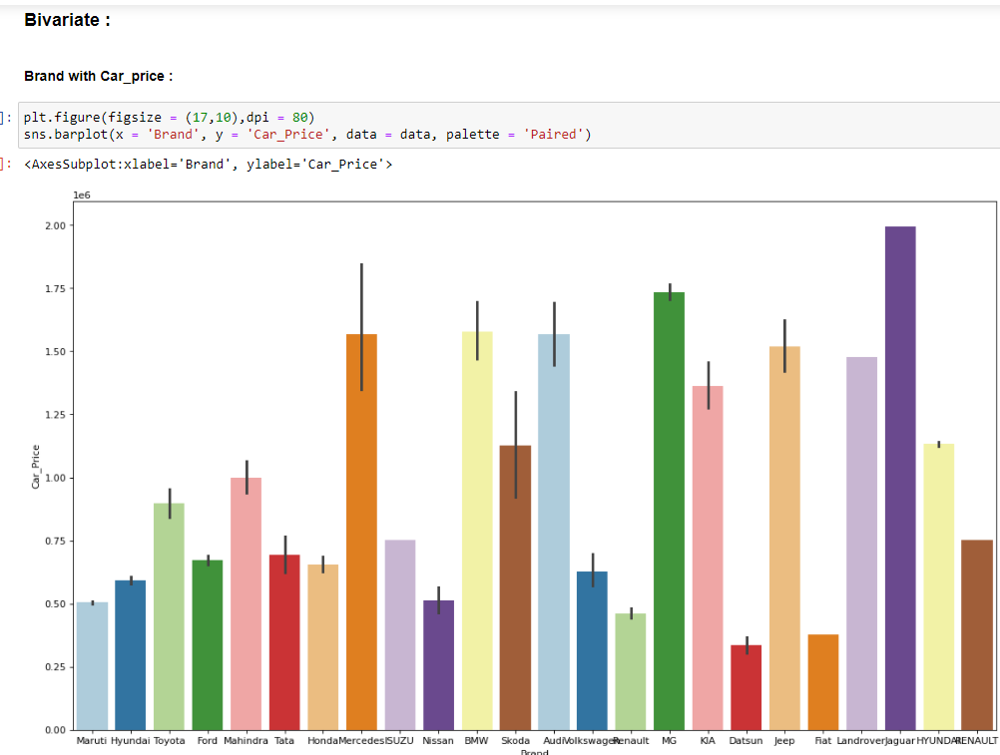 Bivariate :
Brand with Car_price :
]: plt.figure(figsize = (17,10),dpi = 80)
sns.barplot(x = 'Brand', y = 'Car_Price', data = data, palette = 'Paired')
]: <AxesSubplot:xlabel='Brand', ylabel='Car_Price'>
1e6
2.00
1.75
1.50
1.25
1.00
0.75
0.50
0.25
0.00
Car_Price
Maruti Hyundai Toyota Ford Mahindra Tata Honda Mercedes ISUZU Nissan BMW Skoda Audi Volkswagen Renault MG KIA Datsun Jeep Fiat Landrover Jaguar HYUNDAI RENAULT
Brand